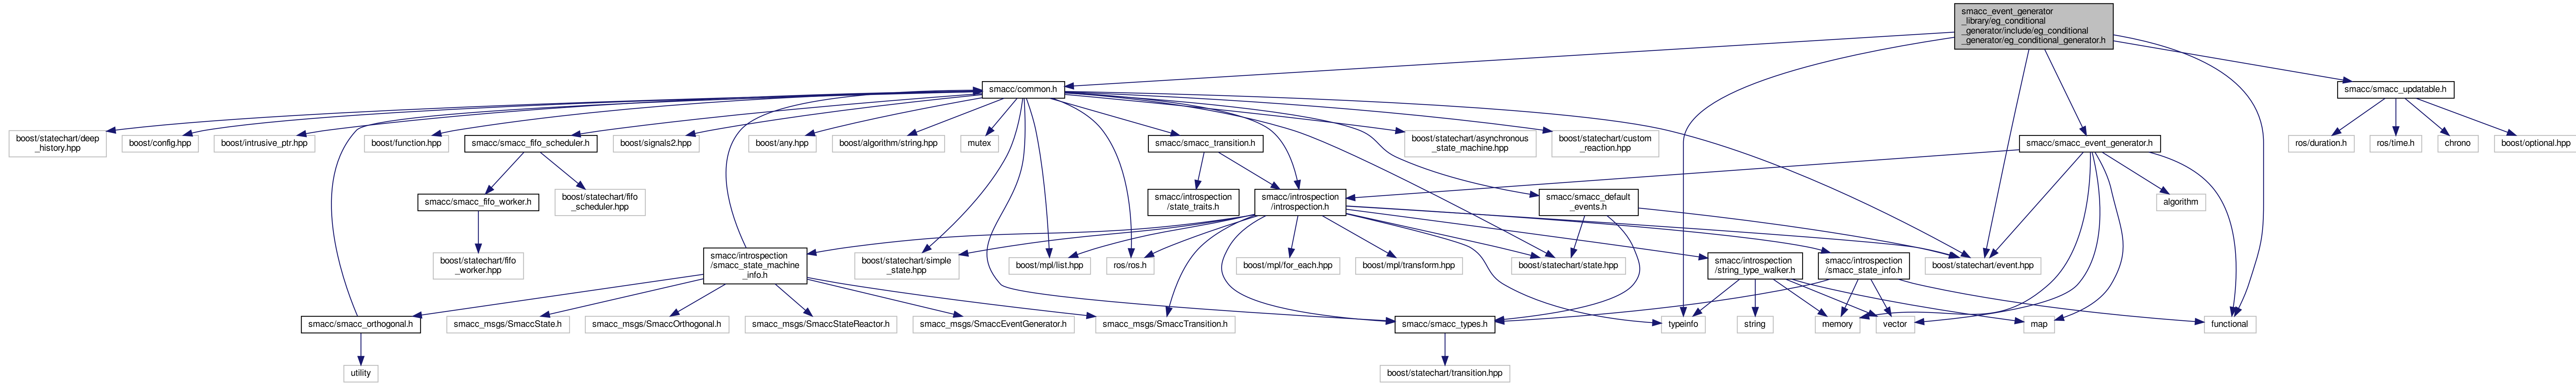 smacc_event_generator
_library/eg_conditional
_generator/include/eg_conditional
_generator/eg_conditional_generator.h
smacc/common.h
smacc/smacc_updatable.h
boost/statechart/deep
_history.hpp
boost/config.hpp
boost/intrusive_ptr.hpp
boost/function.hpp
smacc/smacc_fifo_scheduler.h
boost/signals2.hpp
boost/any.hpp
boost/algorithm/string.hpp
mutex
smacc/smacc_transition.h
boost/statechart/asynchronous
_state_machine.hpp
boost/statechart/custom
_reaction.hpp
smacc/smacc_event_generator.h
ros/duration.h
ros/time.h
chrono
boost/optional.hpp
smacc/smacc_fifo_worker.h
boost/statechart/fifo
_scheduler.hpp
smacc/introspection
/state_traits.h
smacc/introspection
/introspection.h
smacc/smacc_default
_events.h
algorithm
boost/statechart/fifo
_worker.hpp
smacc/introspection
/smacc_state_machine
_info.h
boost/statechart/simple
_state.hpp
boost/mpl/list.hpp
ros/ros.h
boost/mpl/for_each.hpp
boost/mpl/transform.hpp
boost/statechart/state.hpp
smacc/introspection
/string_type_walker.h
smacc/introspection
/smacc_state_info.h
boost/statechart/event.hpp
smacc/smacc_orthogonal.h
smacc_msgs/SmaccState.h
smacc_msgs/SmaccOrthogonal.h
smacc_msgs/SmaccStateReactor.h
smacc_msgs/SmaccEventGenerator.h
smacc_msgs/SmaccTransition.h
smacc/smacc_types.h
typeinfo
string
memory
vector
map
functional
utility
boost/statechart/transition.hpp